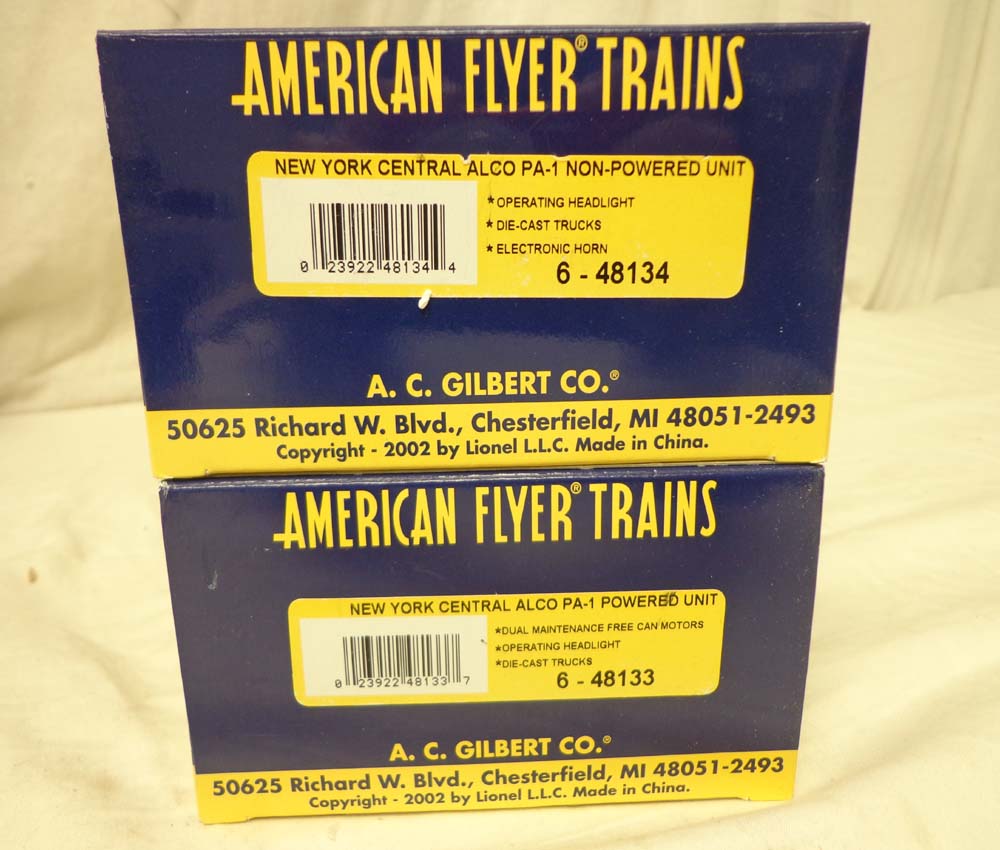 AMERICAN FLYER® TRAINS
NEW YORK CENTRAL ALCO PA-1 NON-POWERED UNIT
* OPERATING HEADLIGHT
* DIE-CAST TRUCKS
* ELECTRONIC HORN
0 23922 48134 4
6 - 48134
A. C. GILBERT CO.®
50625 Richard W. Blvd., Chesterfield, MI 48051-2493
Copyright - 2002 by Lionel L.L.C. Made in China.
AMERICAN FLYER® TRAINS
NEW YORK CENTRAL ALCO PA-1 POWERED UNIT
*DUAL MAINTENANCE FREE CAN MOTORS
*OPERATING HEADLIGHT
*DIE-CAST TRUCKS
0 23922 48133 7
6 - 48133
A. C. GILBERT CO.®
50625 Richard W. Blvd., Chesterfield, MI 48051-2493
Copyright - 2002 by Lionel L.L.C. Made in China.